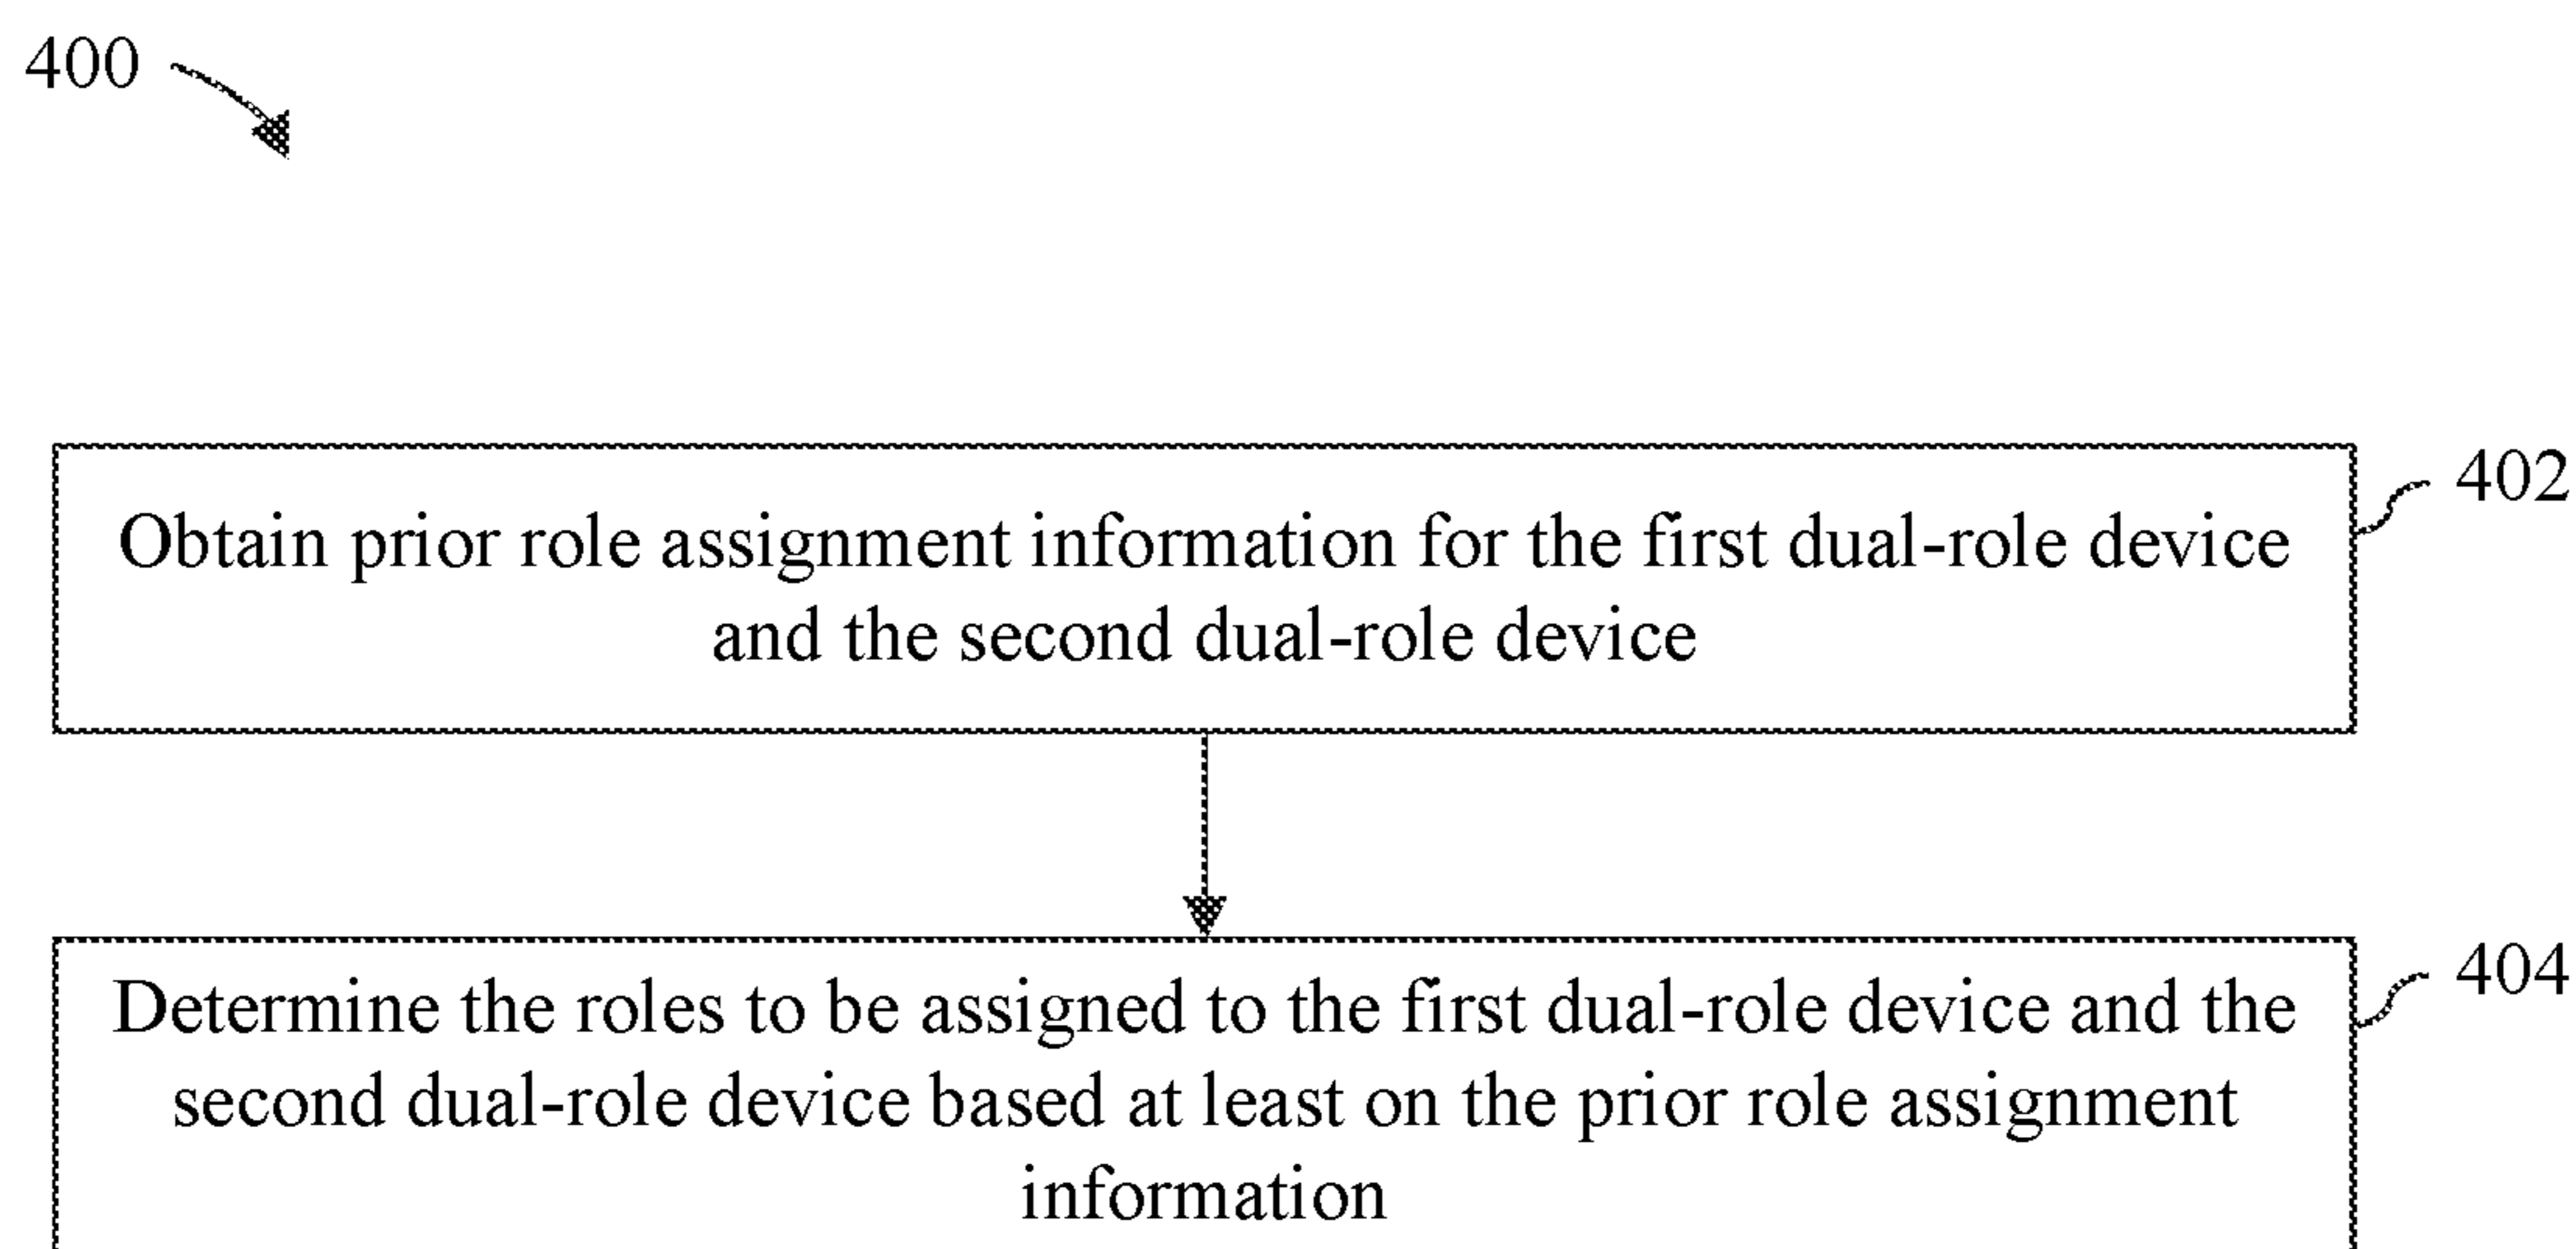 400
402
Obtain prior role assignment information for the first dual-role device
and the second dual-role device
404
Determine the roles to be assigned to the first dual-role device and the
second dual-role device based at least on the prior role assignment
information